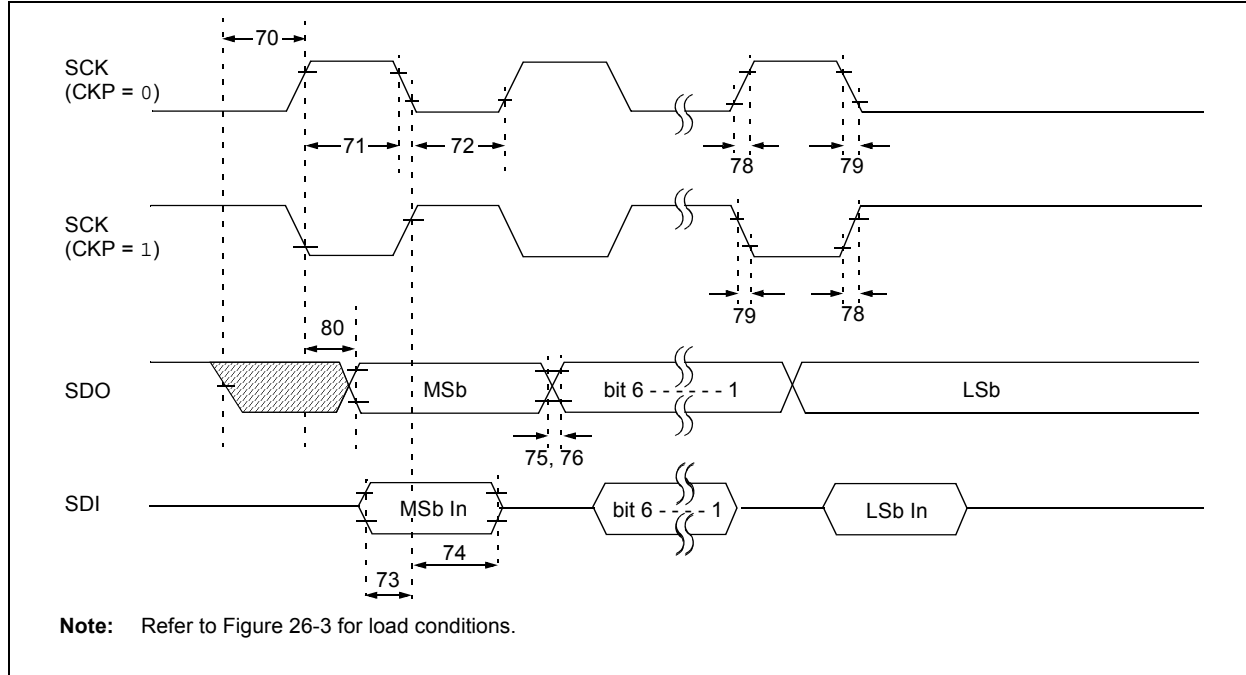 70
SCK
(CKP = 0)
71
72
78
79
SCK
(CKP = 1)
79
78
80
SDO
MSb
bit 6 - - - - - - 1
LSb
75, 76
SDI
MSb In
bit 6 - - - - 1
LSb In
74
73
Note: Refer to Figure 26-3 for load conditions.